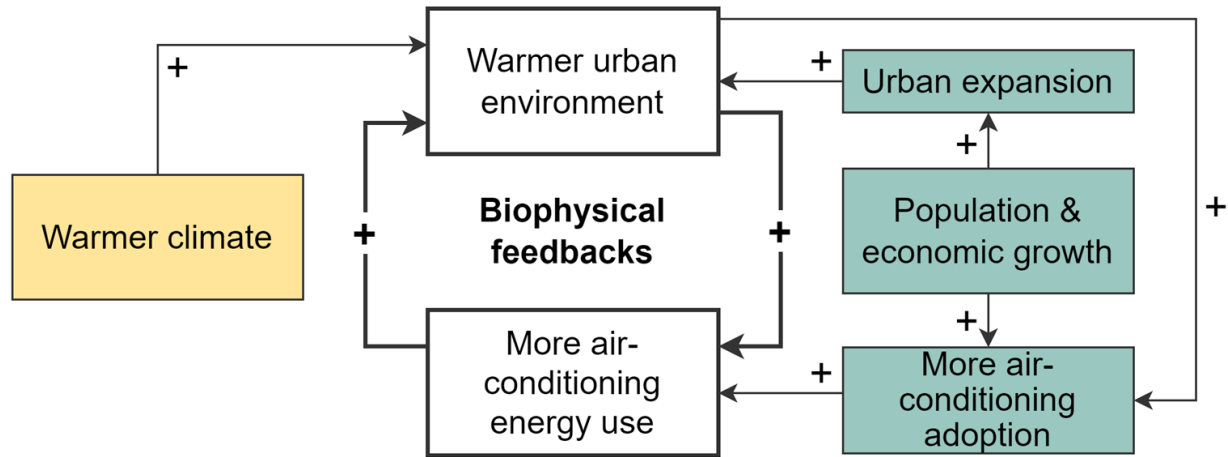 Warmer urban
environment
+
+
Urban expansion
+
Warmer climate
+
Biophysical
feedbacks
+
Population &
economic growth
+
+
More air-
conditioning
energy use
+
More air-
conditioning
adoption